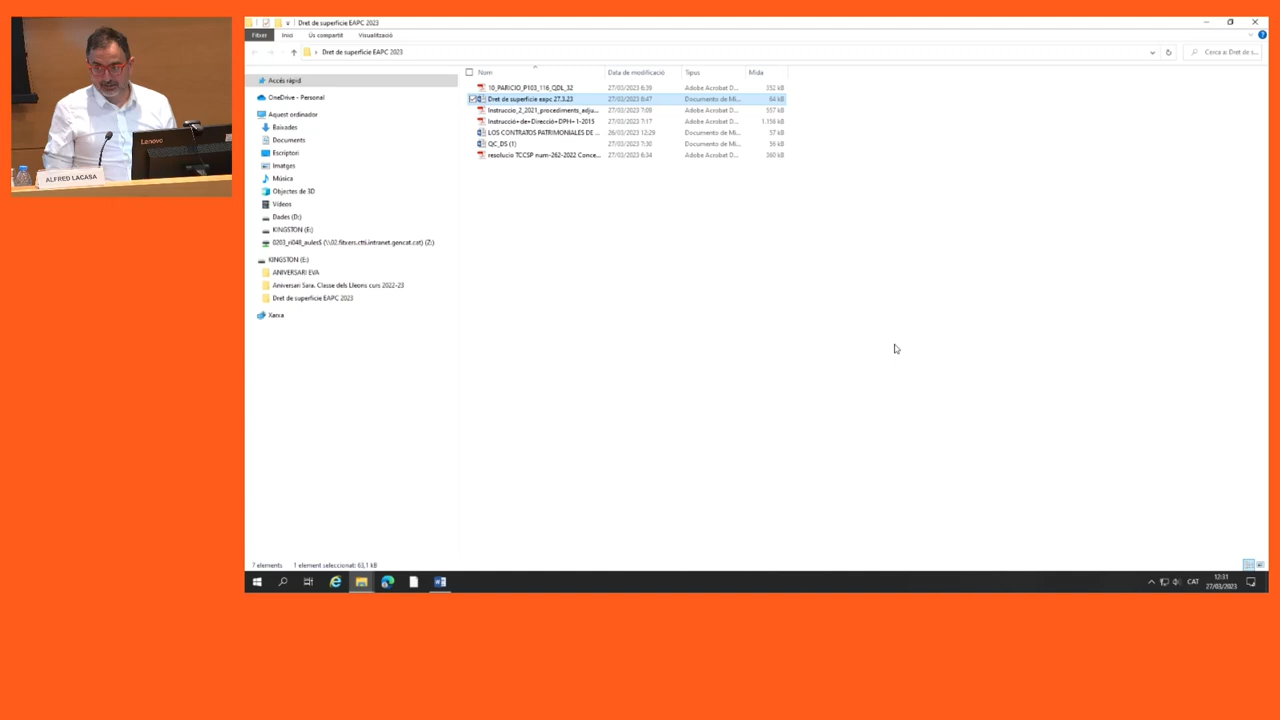 Lenovo
ALFRED LACASA
Dret de superfície EAPC 2023
Fitxer Inici Ús compartit Visualització
Dret de superfície EAPC 2023
Cerca a: Dret de s...
Nom Data de modificació Tipus Mida
Accés ràpid
OneDrive - Personal
Aquest ordinador
Baixades
Documents
Escriptori
Imatges
Música
Objectes de 3D
Vídeos
Dades (D:)
KINGSTON (E:)
0203_ri048_aules$ (\\02.fitxers.ctti.intranet.gencat.cat) (Z:)
KINGSTON (E:)
ANIVERSARI EVA
Aniversari Sara. Classe dels Lleons curs 2022-23
Dret de superfície EAPC 2023
Xarxa
10_PARICIO_P103_116_QDL_32 27/03/2023 6:39 Adobe Acrobat D... 352 kB
Dret de superfície eapc 27.3.23 27/03/2023 8:47 Documento de Mi... 64 kB
Instruccio_2_2021_procediments_adju... 27/03/2023 7:09 Adobe Acrobat D... 557 kB
Instrucció+de+Direcció+DPH+1-2015 27/03/2023 7:17 Adobe Acrobat D... 1.156 kB
LOS CONTRATOS PATRIMONIALES DE ... 26/03/2023 12:29 Documento de Mi... 57 kB
QC_DS (1) 27/03/2023 7:30 Documento de Mi... 56 kB
resolucio TCCSP num-262-2022 Conce... 27/03/2023 6:34 Adobe Acrobat D... 360 kB
7 elements 1 element seleccionat: 63,1 kB
CAT
12:31
27/03/2023